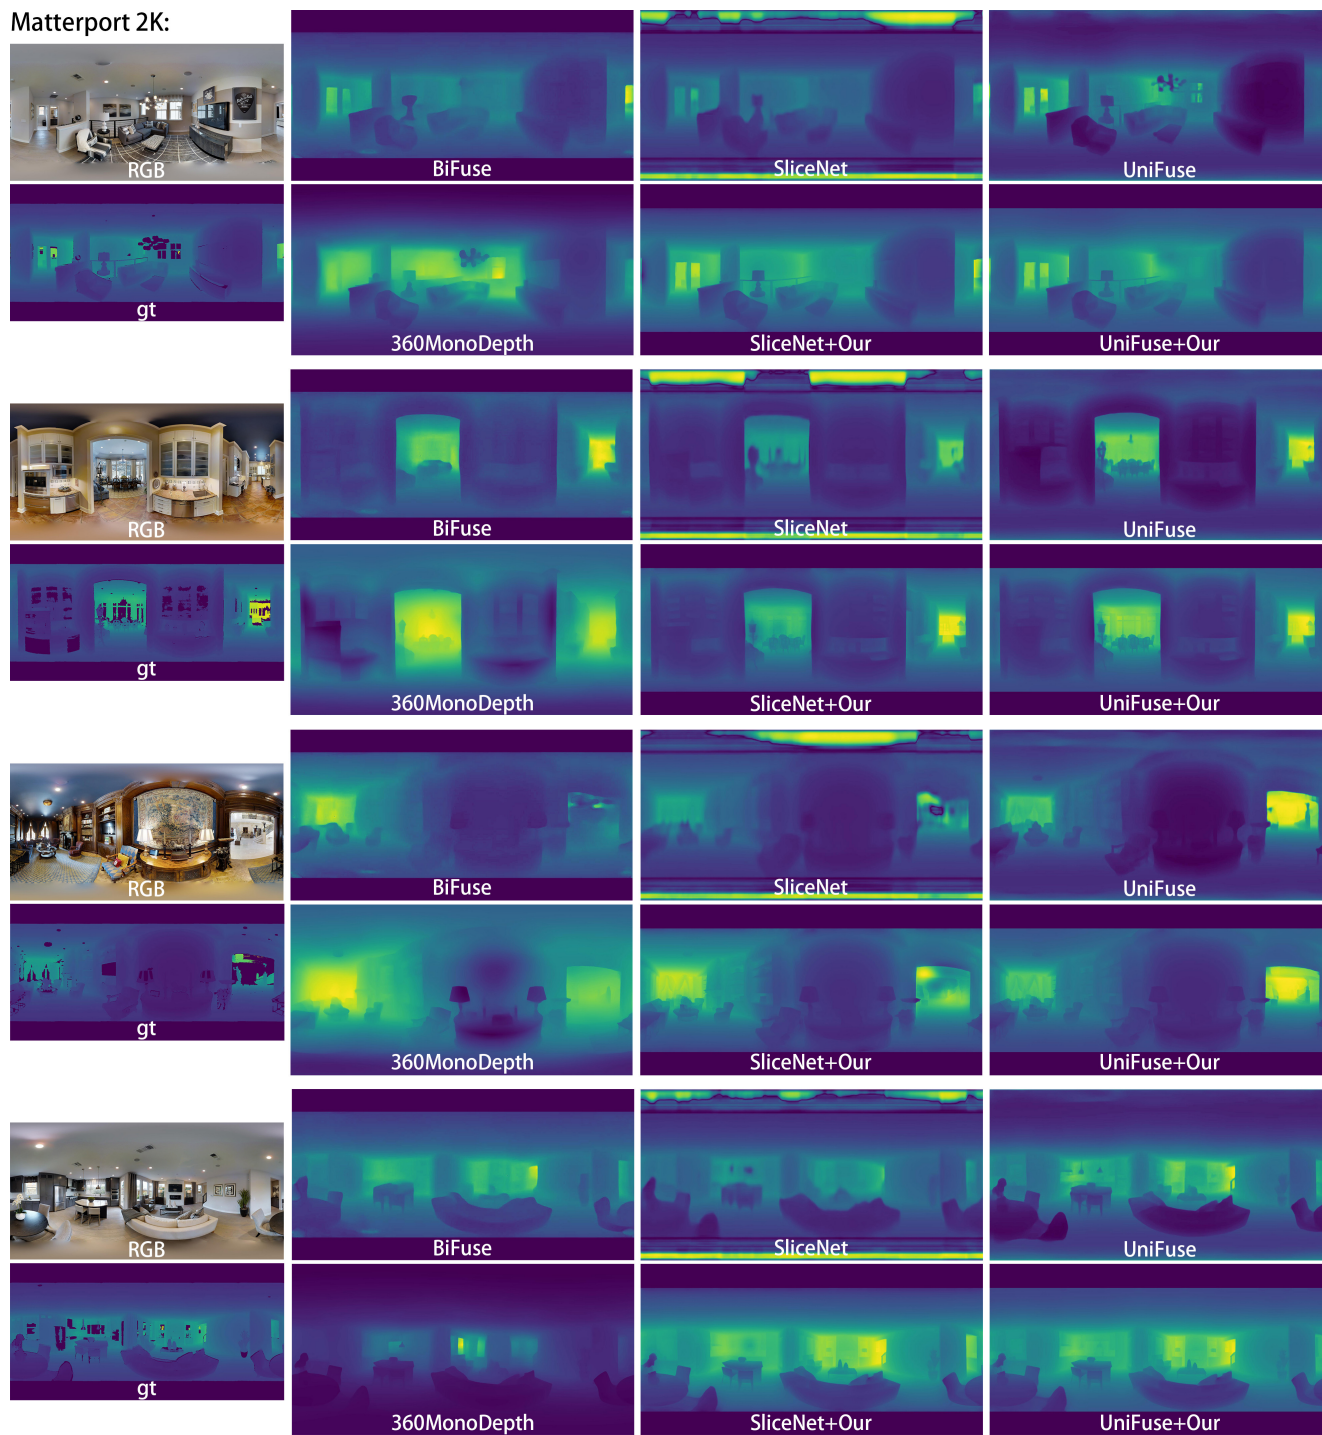 Matterport 2K:
RGB
BiFuse
SliceNet
UniFuse
gt
360MonoDepth
SliceNet+Our
UniFuse+Our
RGB
BiFuse
SliceNet
UniFuse
gt
360MonoDepth
SliceNet+Our
UniFuse+Our
RGB
BiFuse
SliceNet
UniFuse
gt
360MonoDepth
SliceNet+Our
UniFuse+Our
RGB
BiFuse
SliceNet
UniFuse
gt
360MonoDepth
SliceNet+Our
UniFuse+Our